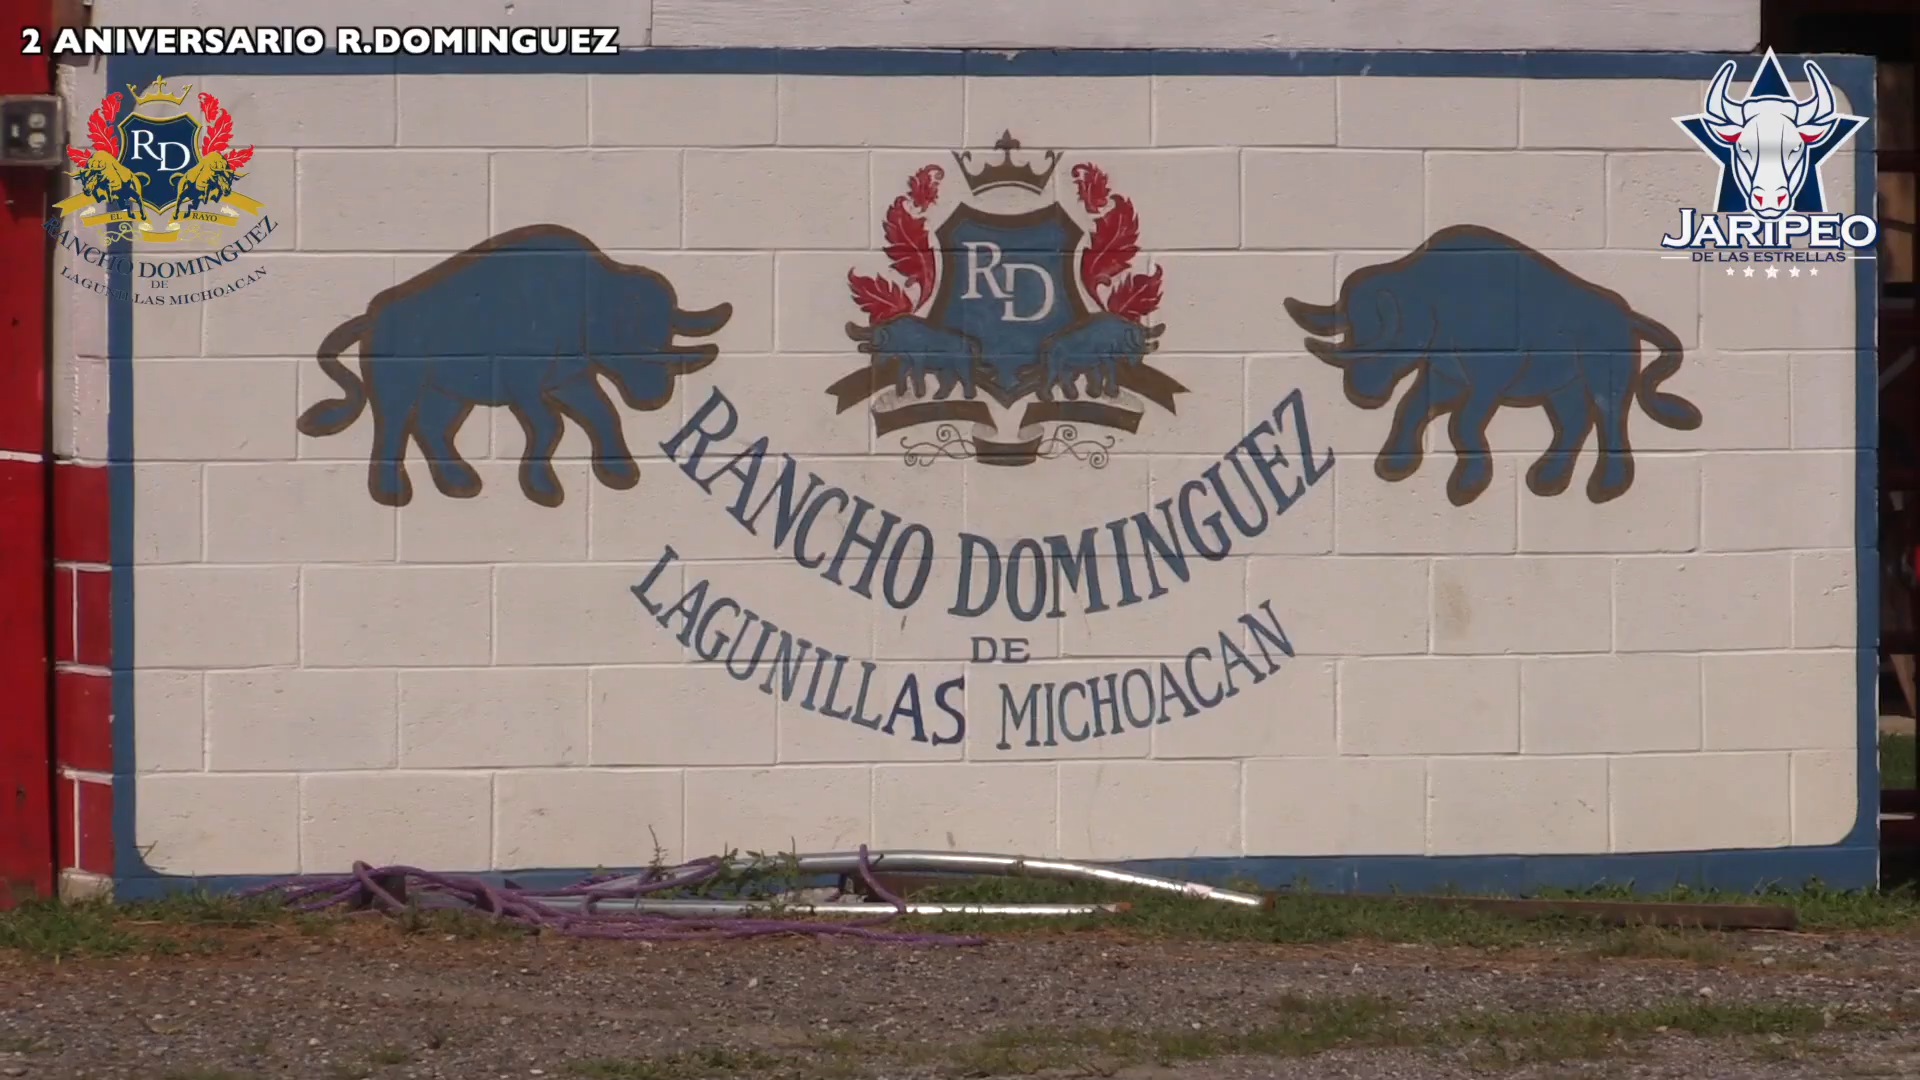 2 ANIVERSARIO R.DOMINGUEZ
RD
EL RAYO
RANCHO DOMINGUEZ
DE
LAGUNILLAS MICHOACAN
JARIPEO
DE LAS ESTRELLAS
RD
RANCHO DOMINGUEZ
DE
LAGUNILLAS MICHOACAN